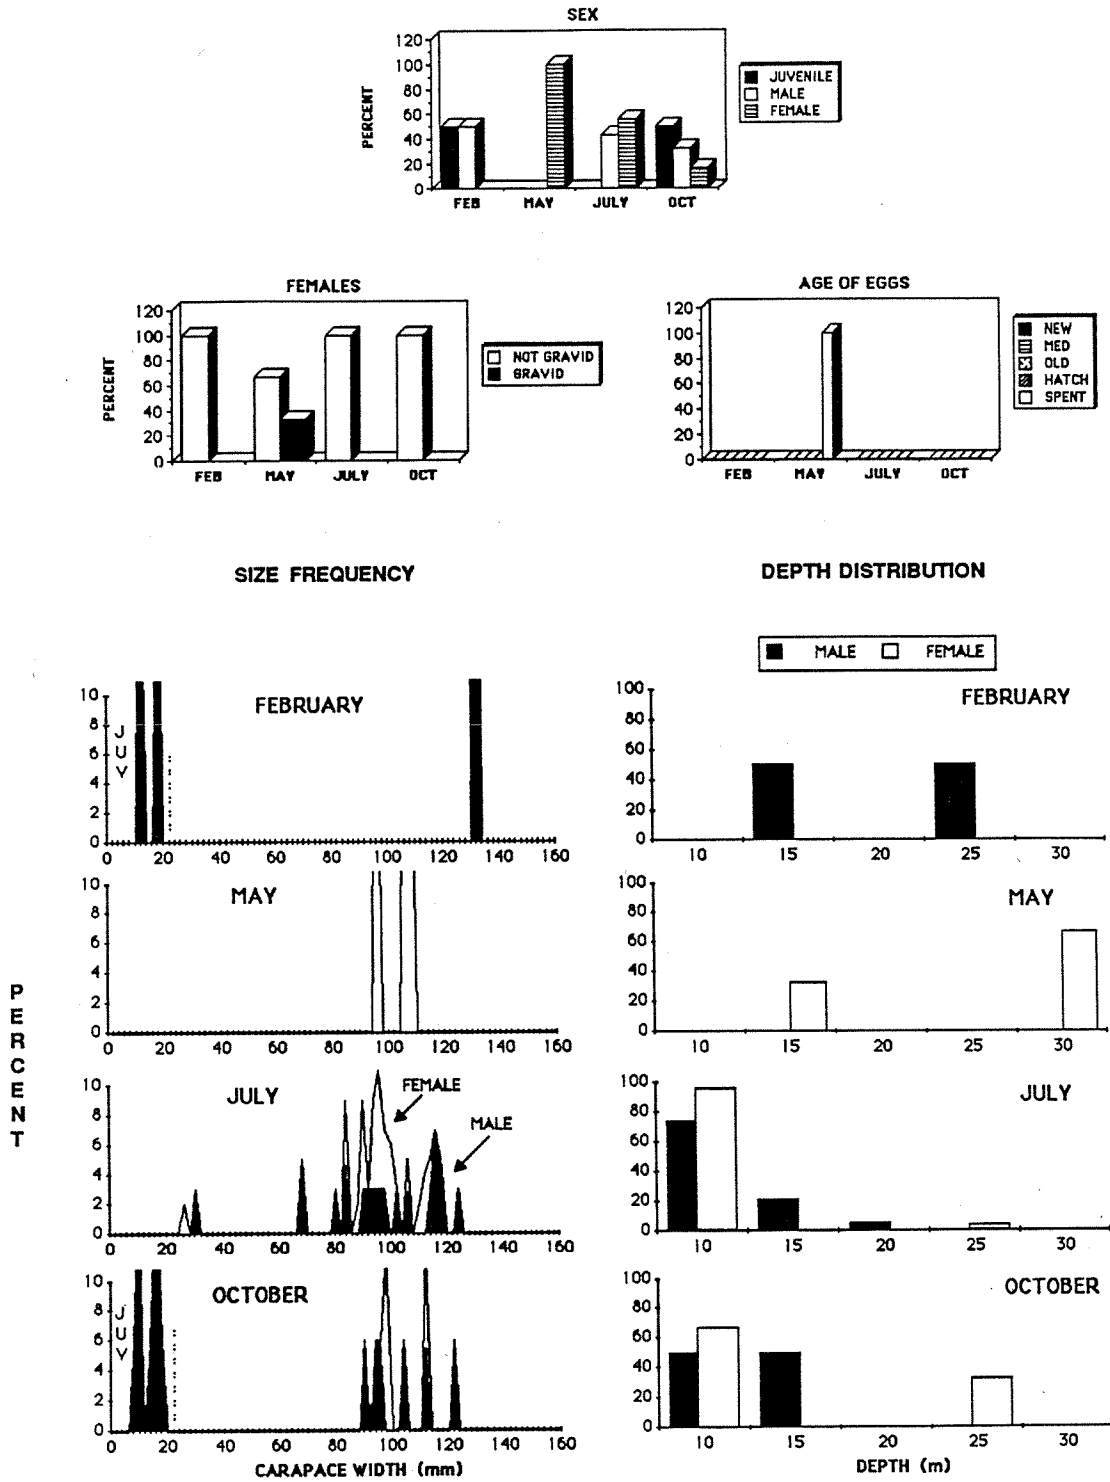 SEX
120
100
80
60
40
20
0
PERCENT
FEB MAY JULY OCT
JUVENILE
MALE
FEMALE
FEMALES
120
100
80
60
40
20
0
PERCENT
FEB MAY JULY OCT
NOT GRAVID
GRAVID
AGE OF EGGS
120
100
80
60
40
20
0
FEB MAY JULY OCT
NEW
MED
OLD
HATCH
SPENT
SIZE FREQUENCY
DEPTH DISTRIBUTION
MALE FEMALE
PERCENT
FEBRUARY
10
8
6
4
2
0
JUV
0 20 40 60 80 100 120 140 160
FEBRUARY
100
80
60
40
20
0
10 15 20 25 30
MAY
10
8
6
4
2
0
0 20 40 60 80 100 120 140 160
MAY
100
80
60
40
20
0
10 15 20 25 30
JULY
10
8
6
4
2
0
FEMALE
MALE
0 20 40 60 80 100 120 140 160
JULY
100
80
60
40
20
0
10 15 20 25 30
OCTOBER
10
8
6
4
2
0
JUV
0 20 40 60 80 100 120 140 160
CARAPACE WIDTH (mm)
OCTOBER
100
80
60
40
20
0
10 15 20 25 30
DEPTH (m)